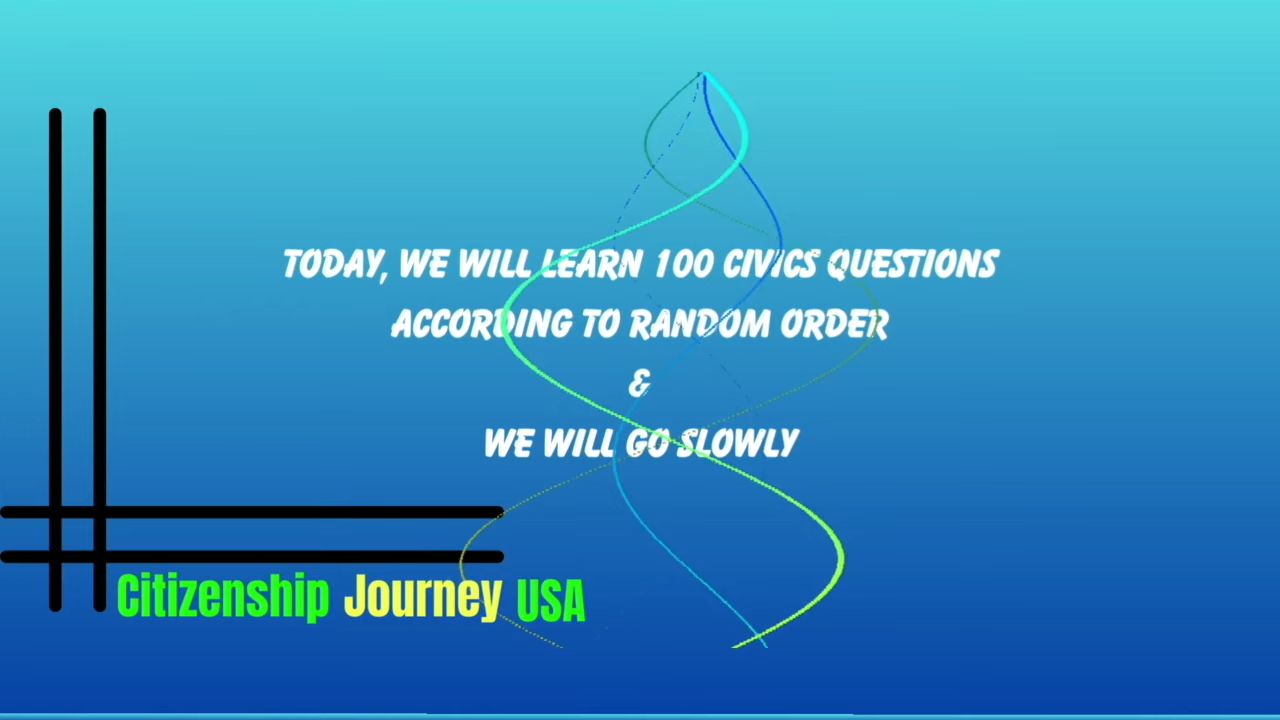 TODAY, WE WILL LEARN 100 CIVICS QUESTIONS
ACCORDING TO RANDOM ORDER
&
WE WILL GO SLOWLY
Citizenship Journey USA